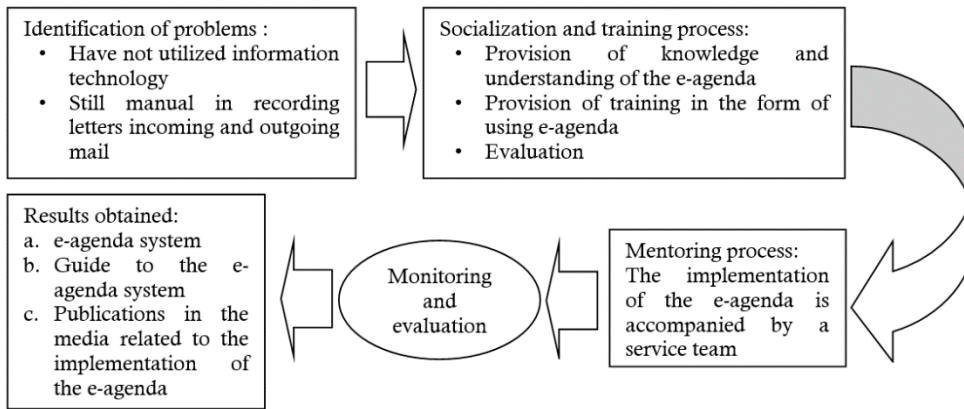 Identification of problems :
• Have not utilized information
technology
• Still manual in recording
letters incoming and outgoing
mail
Socialization and training process:
• Provision of knowledge and
understanding of the e-agenda
• Provision of training in the form of
using e-agenda
• Evaluation
Mentoring process:
The implementation
of the e-agenda is
accompanied by a
service team
Monitoring
and
evaluation
Results obtained:
a. e-agenda system
b. Guide to the e-
agenda system
c. Publications in the
media related to the
implementation of
the e-agenda